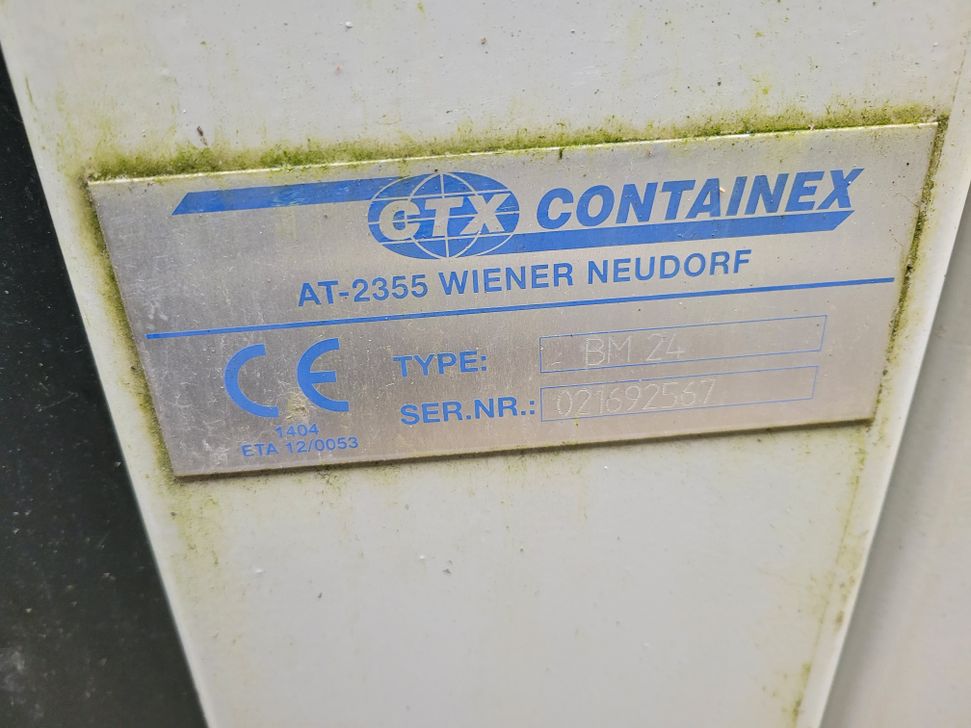 CTX CONTAINEX
AT-2355 WIENER NEUDORF
CE
1404
ETA 12/0053
TYPE: BM 24
SER.NR.: 021692567